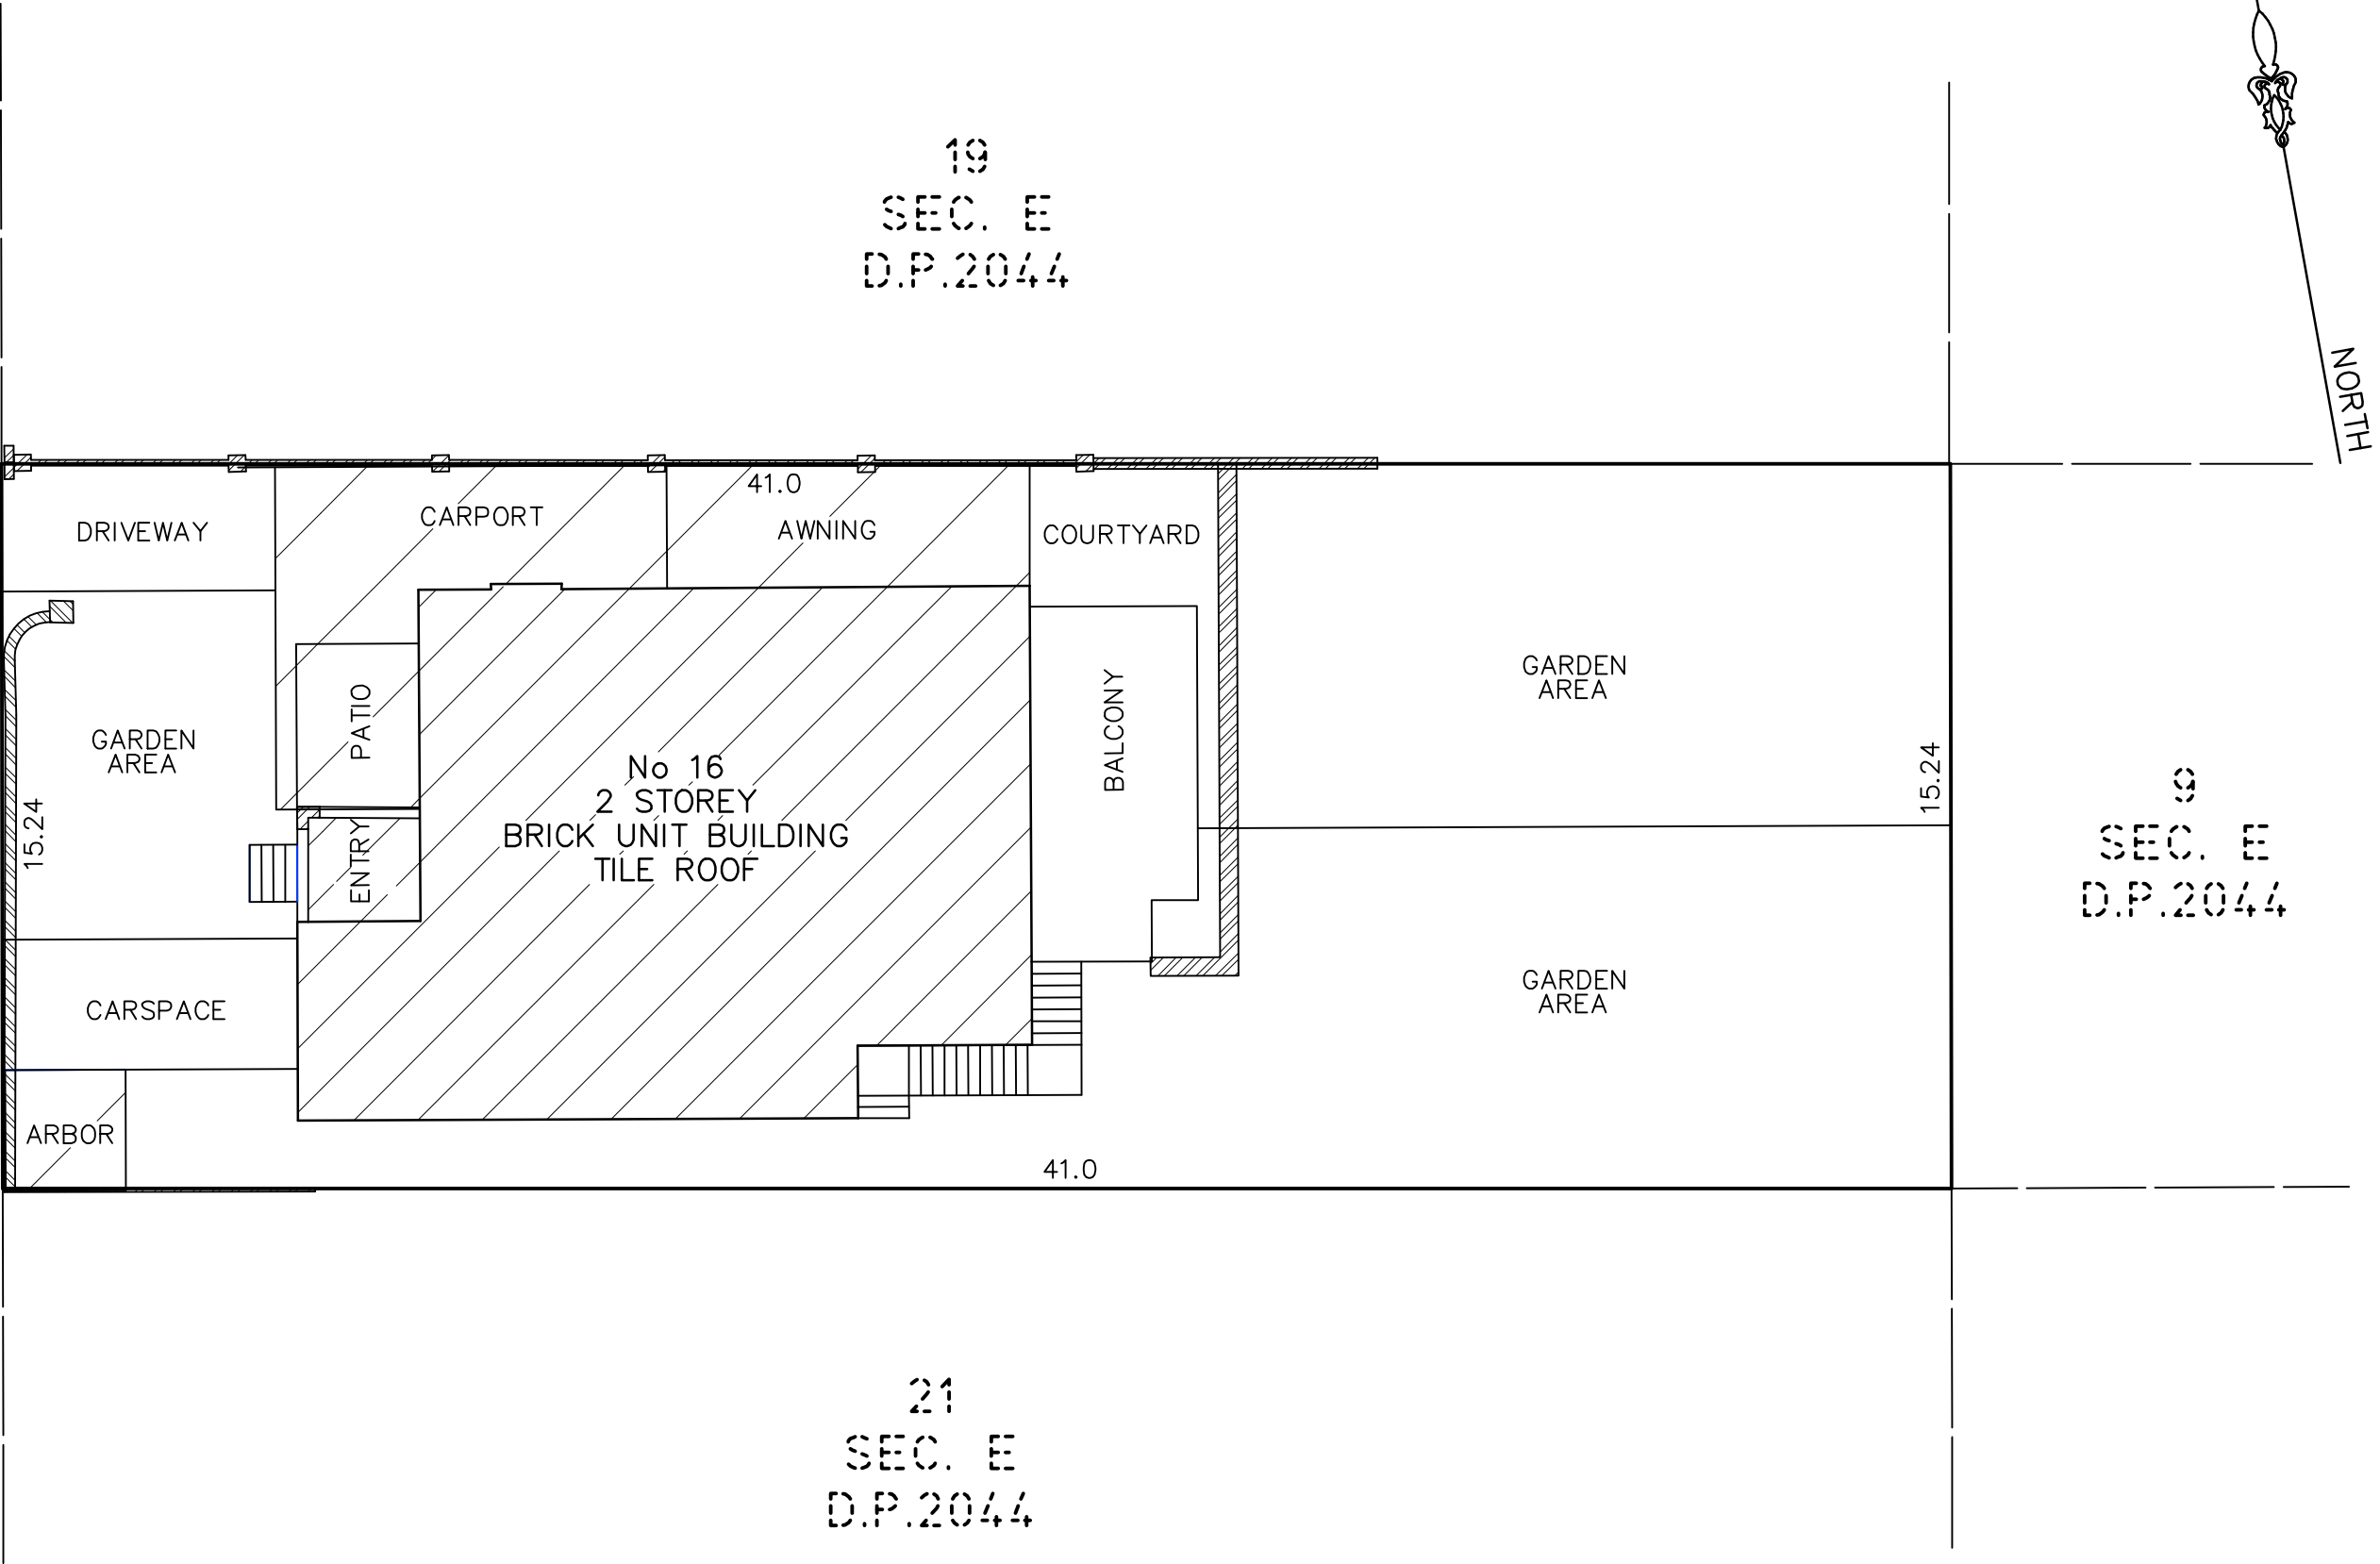 19
SEC. E
D.P.2044
NORTH
41.0
DRIVEWAY
CARPORT
AWNING
COURTYARD
GARDEN
AREA
PATIO
BALCONY
GARDEN
AREA
15.24
No 16
2 STOREY
BRICK UNIT BUILDING
TILE ROOF
ENTRY
15.24
9
SEC. E
D.P.2044
CARSPACE
GARDEN
AREA
ARBOR
41.0
21
SEC. E
D.P.2044